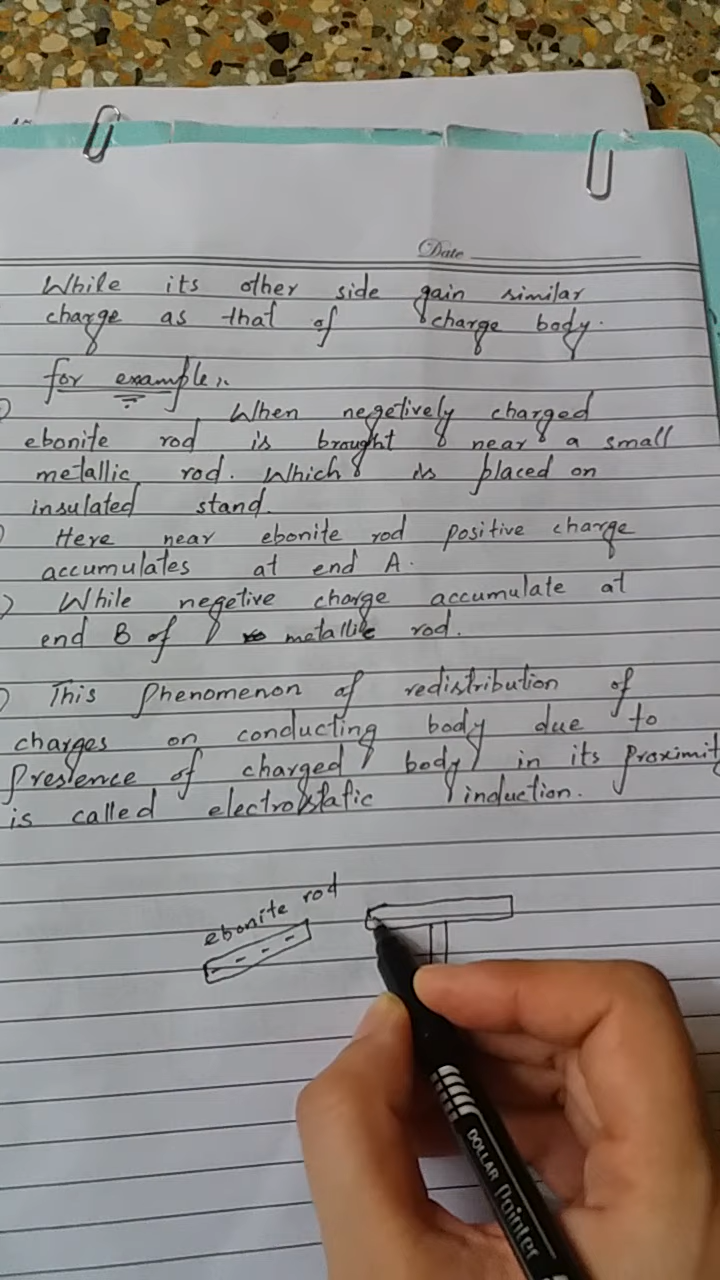 Date
While its other side gain similar
charge as that of charge body.
for example:
When negetively charged
ebonite rod is brought near a small
metallic rod. Which is placed on
insulated stand.
Here near ebonite rod positive charge
accumulates at end A.
While negetive charge accumulate at
end B of metallic rod.
This Phenomenon of redistribution of
charges on conducting body due to
Presence of charged body in its proximity
is called electrostatic induction.
ebonite rod
DOLLAR Pointer